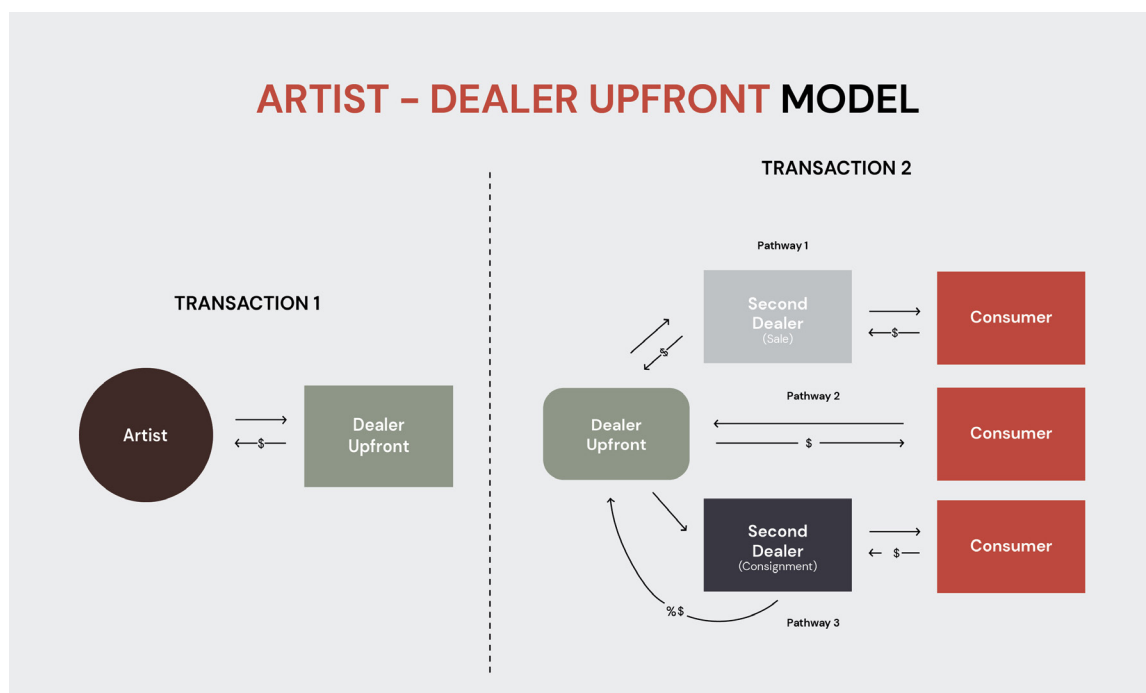 ARTIST – DEALER UPFRONT MODEL
TRANSACTION 1
Artist
$
Dealer
Upfront
TRANSACTION 2
Pathway 1
Second
Dealer
(Sale)
$
Consumer
$
Dealer
Upfront
Pathway 2
$
Consumer
Second
Dealer
(Consignment)
$
Consumer
%$
Pathway 3